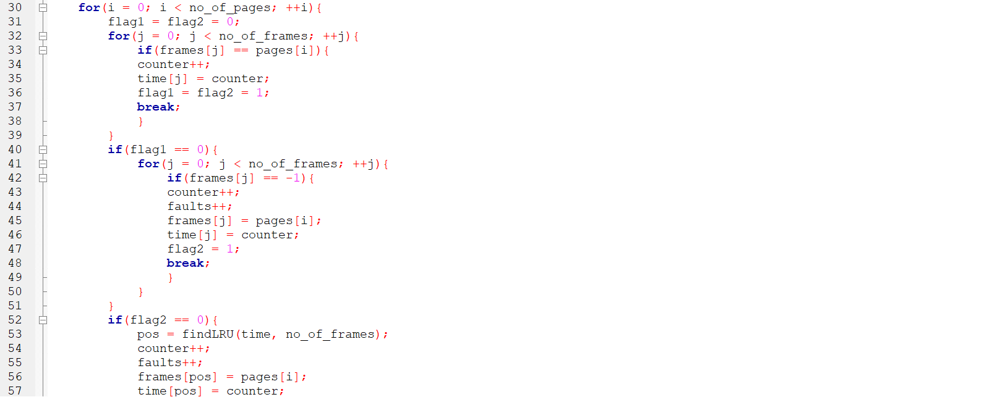 30 for(i = 0; i < no_of_pages; ++i){
31 flag1 = flag2 = 0;
32 for(j = 0; j < no_of_frames; ++j){
33 if(frames[j] == pages[i]){
34 counter++;
35 time[j] = counter;
36 flag1 = flag2 = 1;
37 break;
38 }
39 }
40 if(flag1 == 0){
41 for(j = 0; j < no_of_frames; ++j){
42 if(frames[j] == -1){
43 counter++;
44 faults++;
45 frames[j] = pages[i];
46 time[j] = counter;
47 flag2 = 1;
48 break;
49 }
50 }
51 }
52 if(flag2 == 0){
53 pos = findLRU(time, no_of_frames);
54 counter++;
55 faults++;
56 frames[pos] = pages[i];
57 time[pos] = counter;